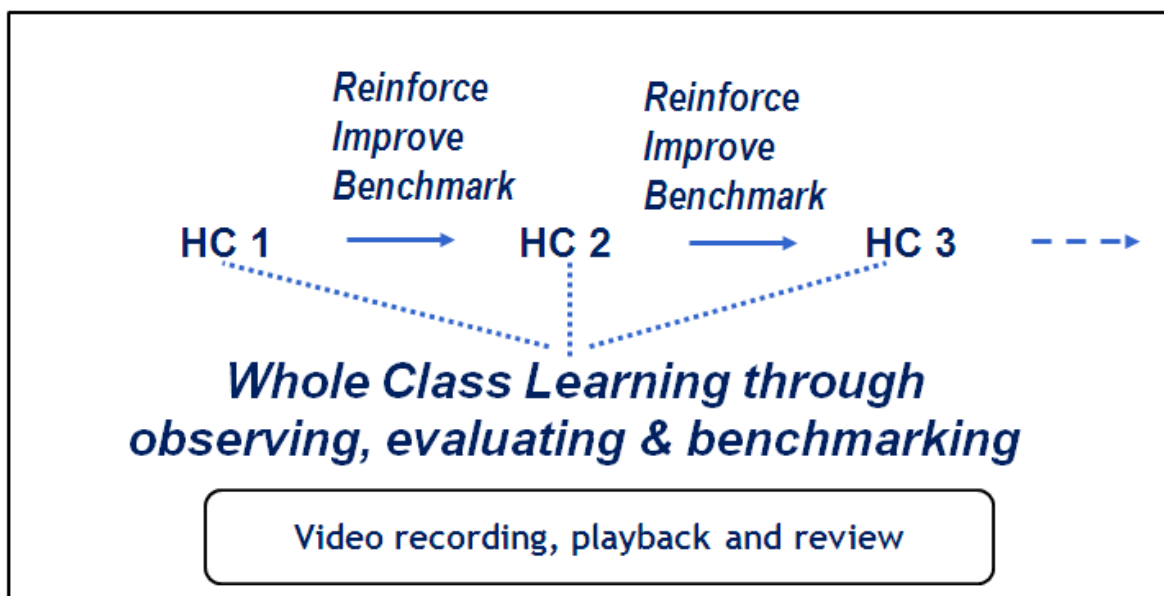 Reinforce
Improve
Benchmark
Reinforce
Improve
Benchmark
HC 1
HC 2
HC 3
Whole Class Learning through
observing, evaluating & benchmarking
Video recording, playback and review